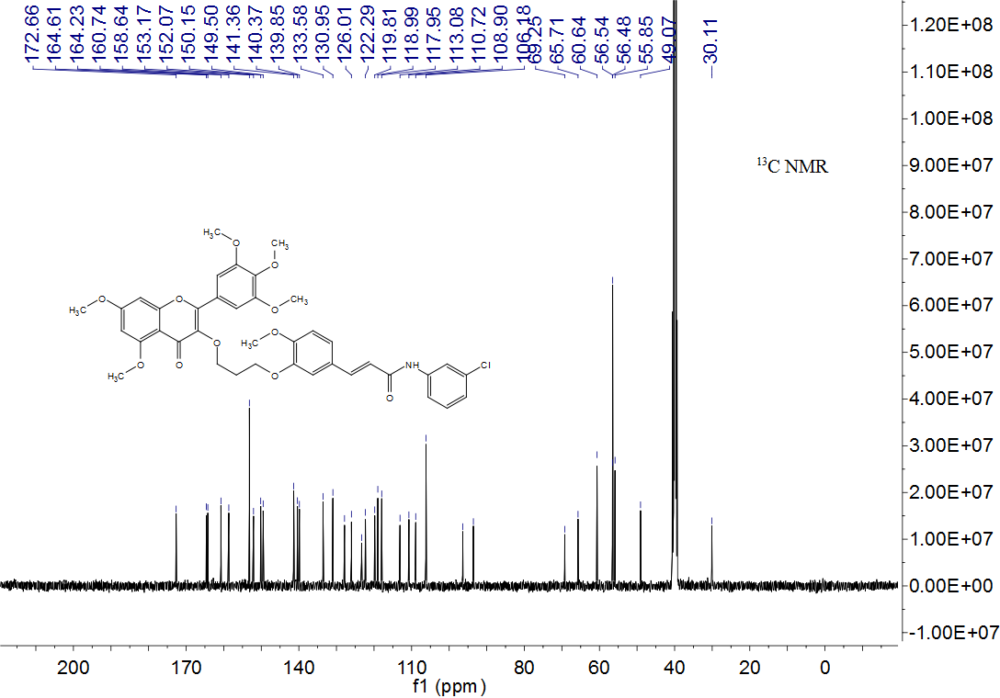 172.66
164.61
164.23
160.74
158.64
153.17
152.07
150.15
149.50
141.36
140.37
139.85
133.58
130.95
126.01
122.29
119.81
118.99
117.95
113.08
110.72
108.90
106.18
69.25
65.71
60.64
56.54
56.48
55.85
49.07
30.11
1.20E+08
1.10E+08
1.00E+08
9.00E+07
8.00E+07
7.00E+07
6.00E+07
5.00E+07
4.00E+07
3.00E+07
2.00E+07
1.00E+07
0.00E+00
-1.00E+07
13C NMR
H3C
O
CH3
O
O
CH3
H3C
O
O
O
CH3
O
O
H3C
O
O
H3C
O
O
NH
Cl
200
170
140
110
80
60
40
20
0
f1 (ppm)